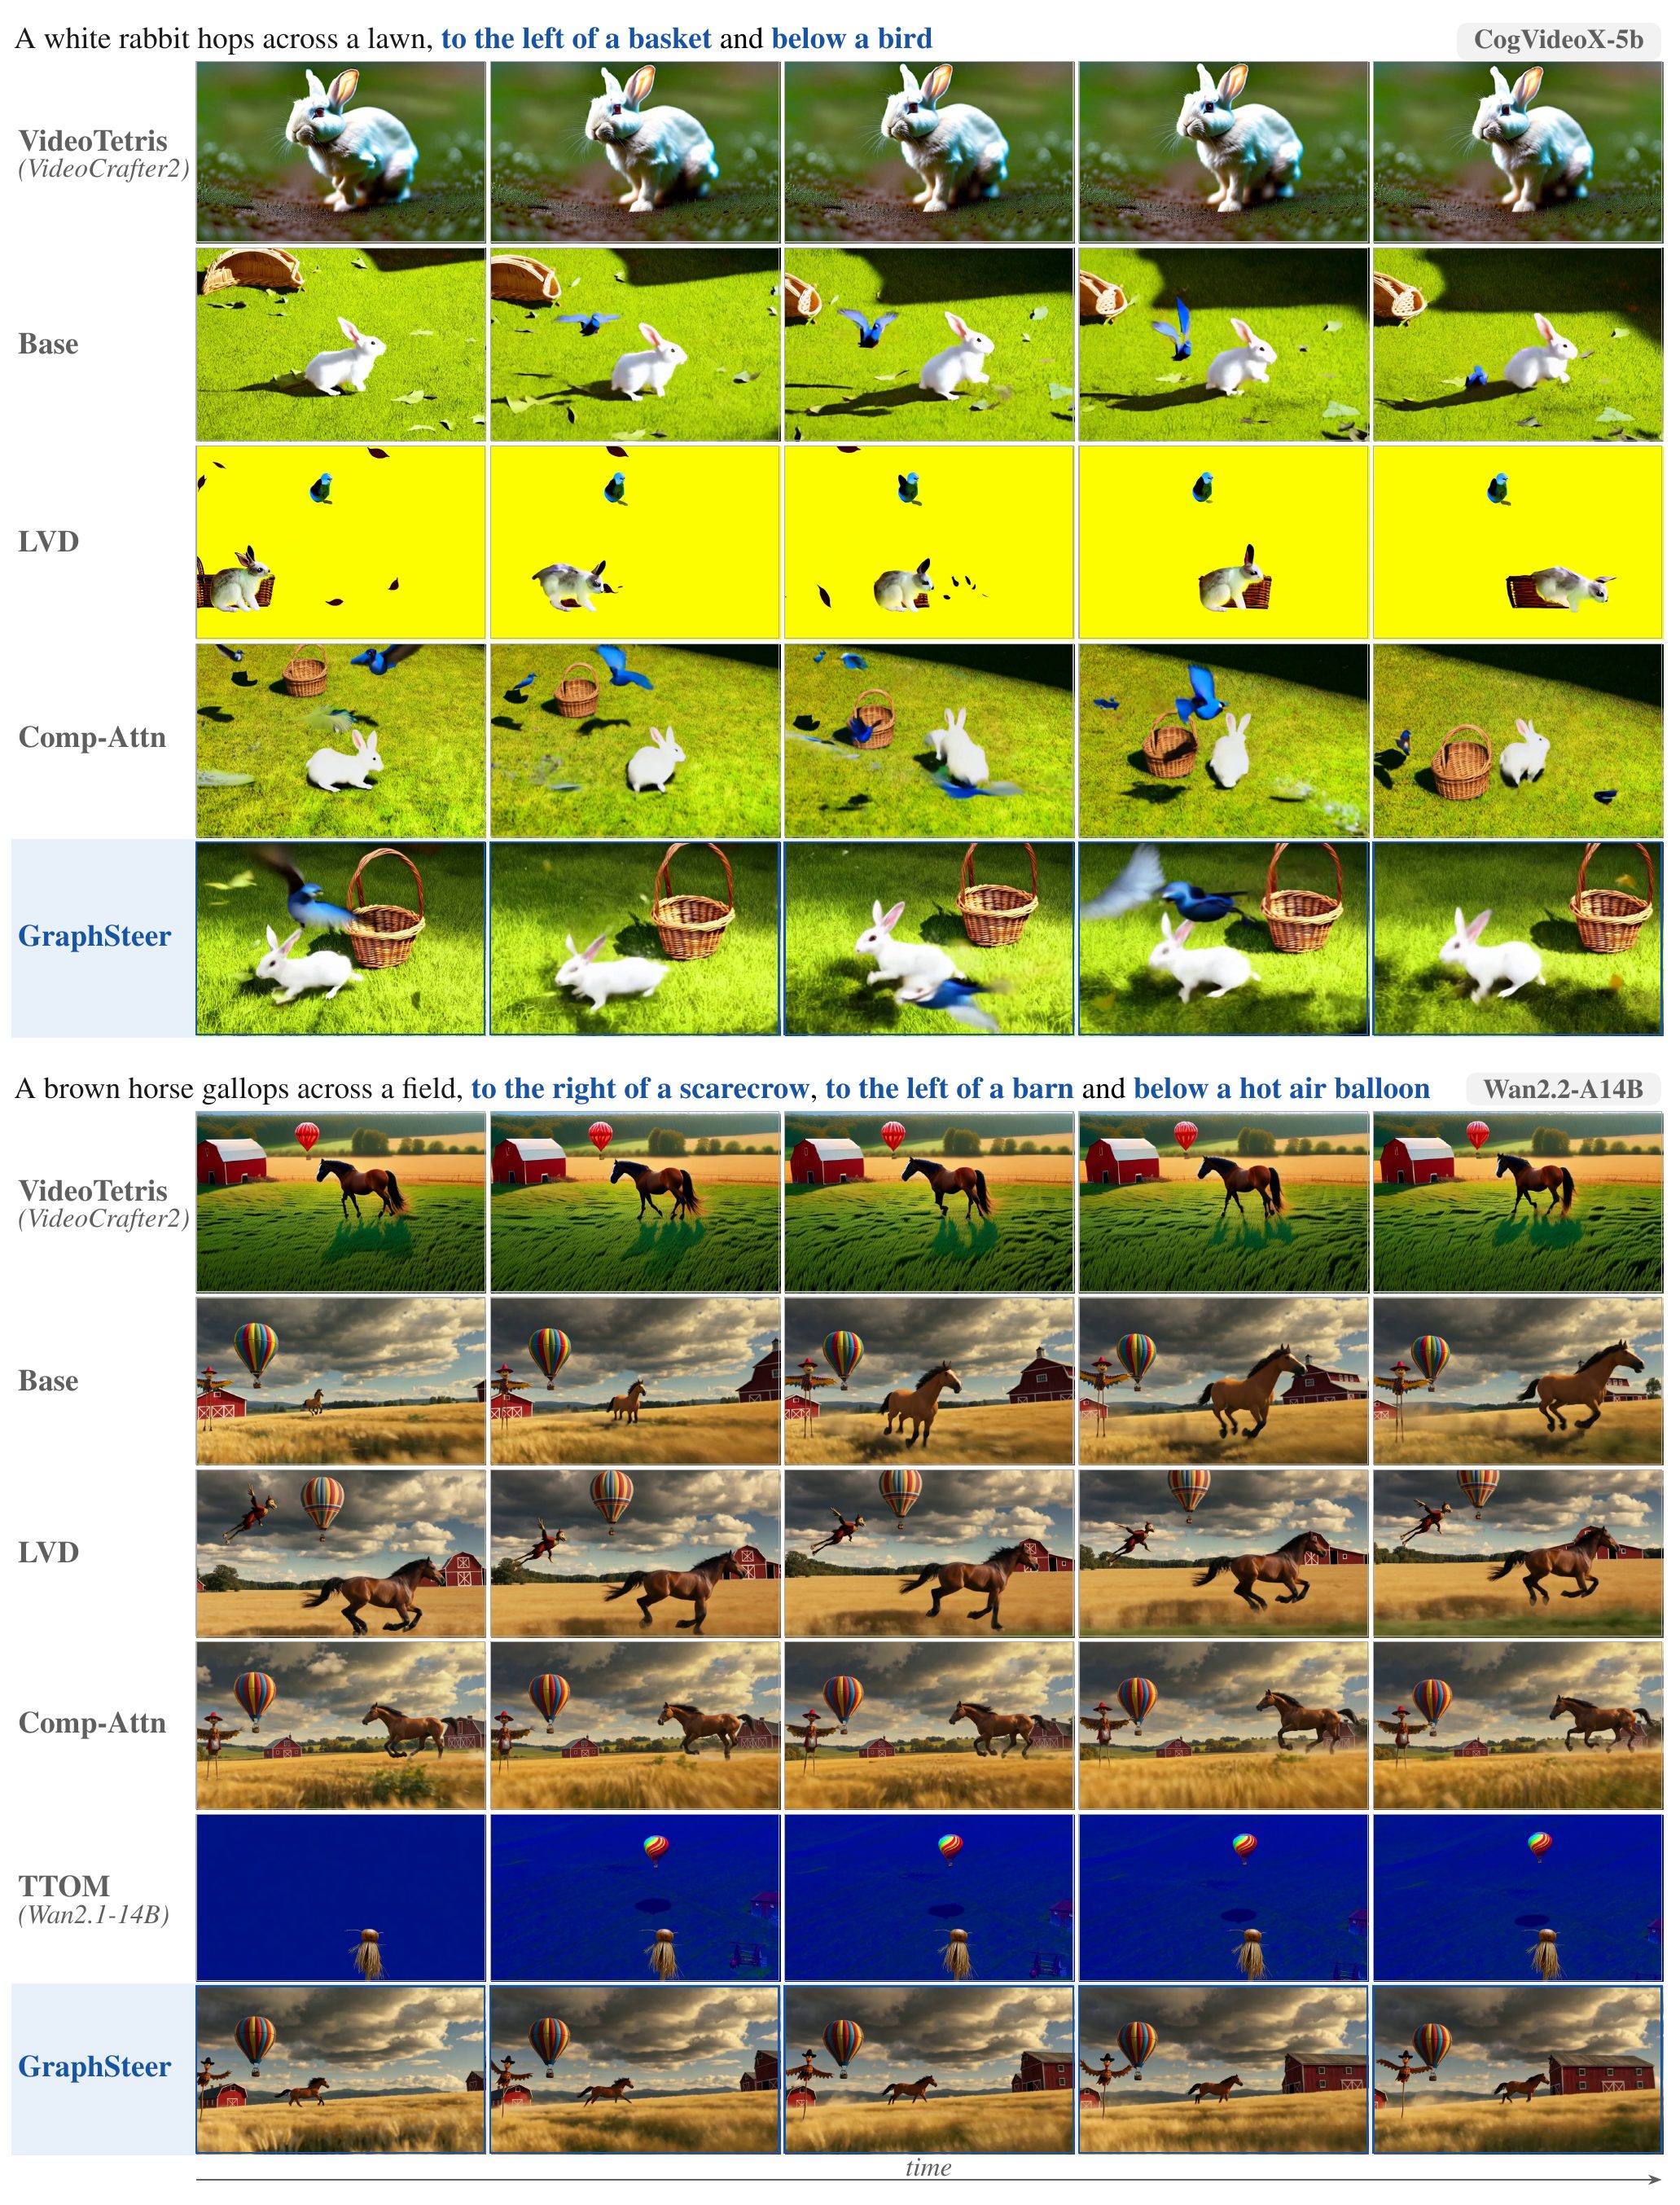 A white rabbit hops across a lawn, to the left of a basket and below a bird
CogVideoX-5b
VideoTetris
(VideoCrafter2)
Base
LVD
Comp-Attn
GraphSteer
A brown horse gallops across a field, to the right of a scarecrow, to the left of a barn and below a hot air balloon
Wan2.2-A14B
VideoTetris
(VideoCrafter2)
Base
LVD
Comp-Attn
TTOM
(Wan2.1-14B)
GraphSteer
time